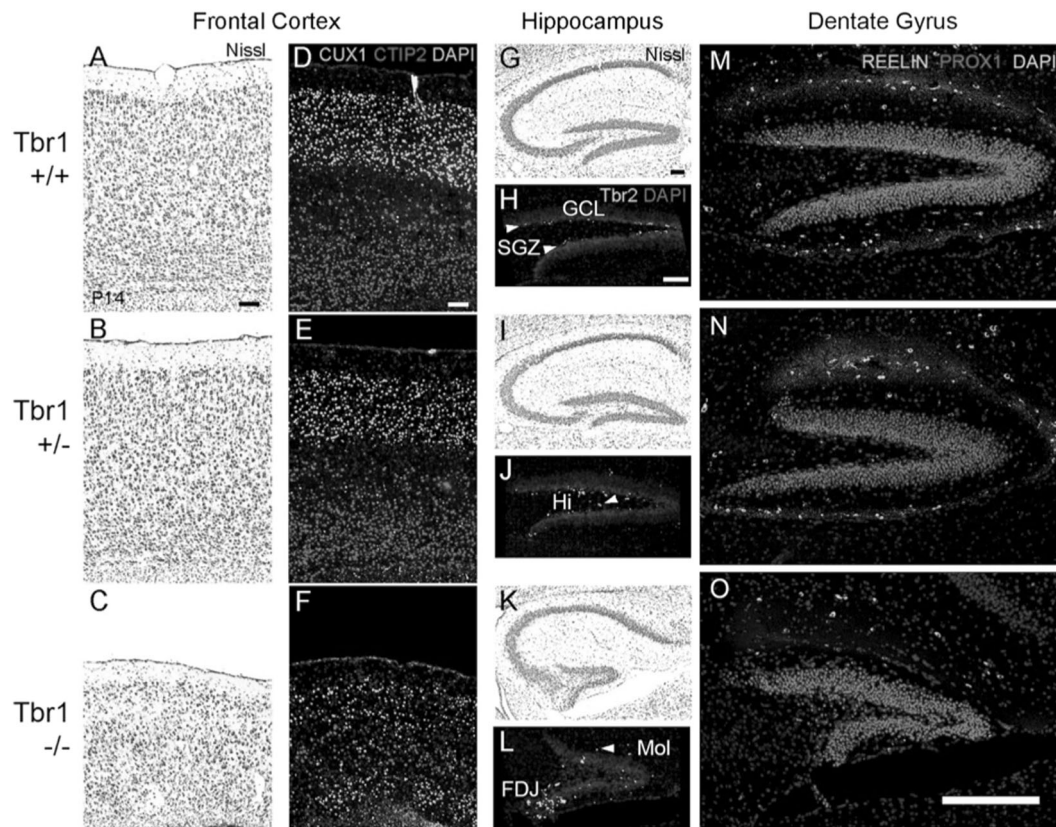 Frontal Cortex
Hippocampus
Dentate Gyrus
A
Nissl
D
CUX1 CTIP2 DAPI
G
Nissl
M
REELIN PROX1 DAPI
Tbr1
+/+
H
Tbr2 DAPI
GCL
SGZ
P14
B
E
I
N
Tbr1
+/-
J
Hi
C
F
K
O
Tbr1
-/-
L
Mol
FDJ